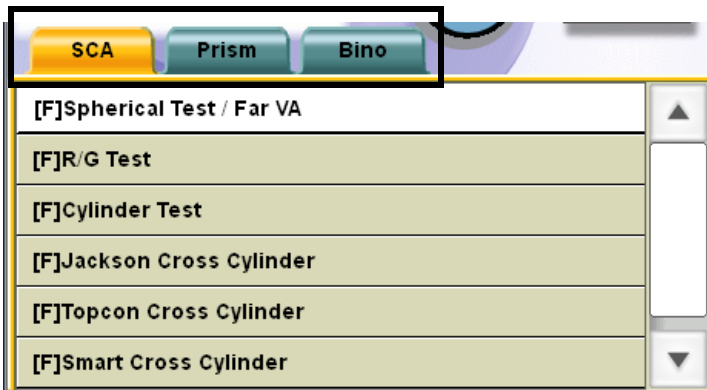 SCA Prism Bino
[F]Spherical Test / Far VA
[F]R/G Test
[F]Cylinder Test
[F]Jackson Cross Cylinder
[F]Topcon Cross Cylinder
[F]Smart Cross Cylinder